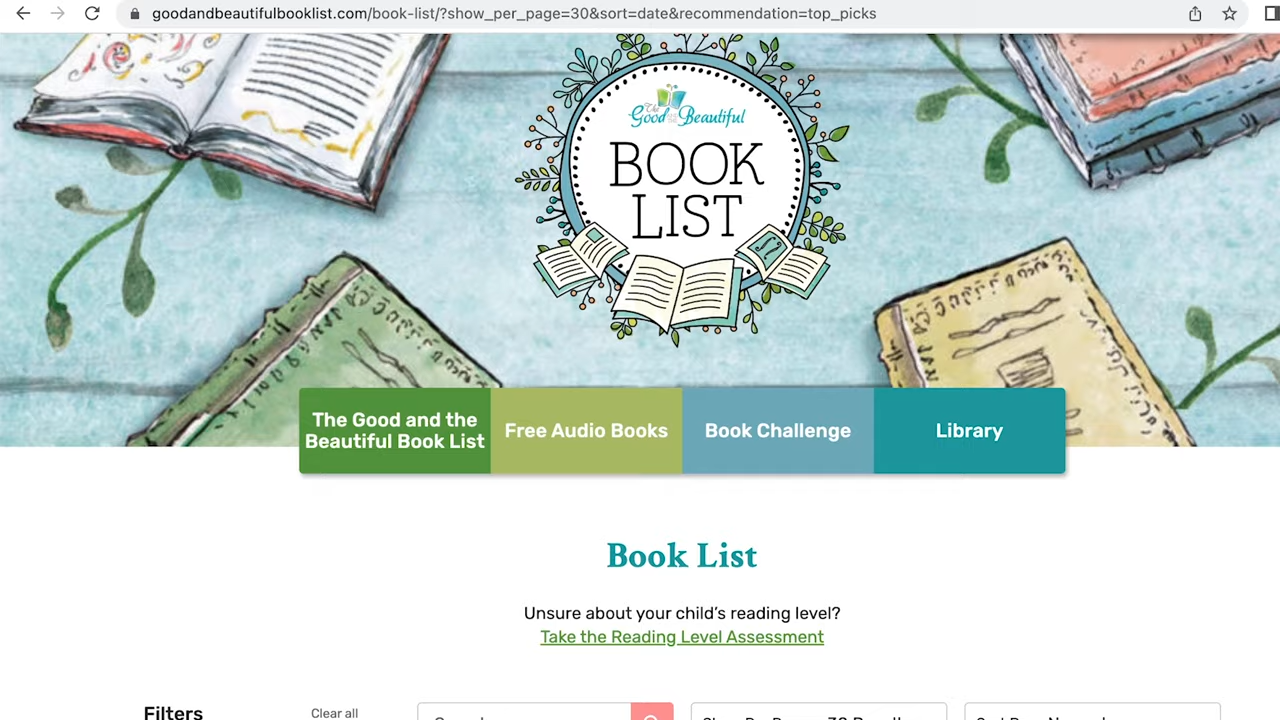 goodandbeautifulbooklist.com/book-list/?show_per_page=30&sort=date&recommendation=top_picks
The Good and the Beautiful
BOOK
LIST
The Good and the
Beautiful Book List
Free Audio Books
Book Challenge
Library
Book List
Unsure about your child's reading level?
Take the Reading Level Assessment
Filters
Clear all